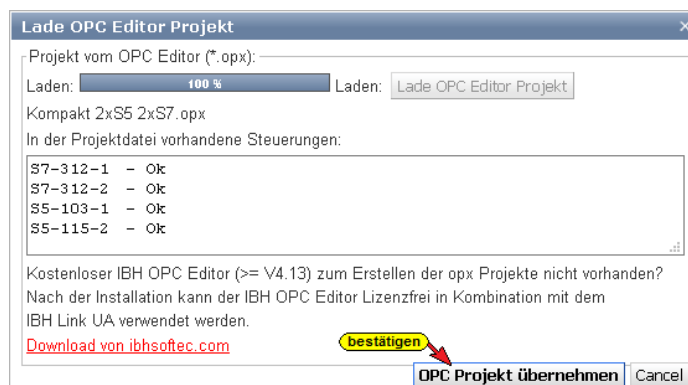 Lade OPC Editor Projekt ×
Projekt vom OPC Editor (*.opx):
Laden: 100 % Laden: Lade OPC Editor Projekt
Kompakt 2xS5 2xS7.opx
In der Projektdatei vorhandene Steuerungen:
S7-312-1 - Ok
S7-312-2 - Ok
S5-103-1 - Ok
S5-115-2 - Ok
Kostenloser IBH OPC Editor (>= V4.13) zum Erstellen der opx Projekte nicht vorhanden?
Nach der Installation kann der IBH OPC Editor Lizenzfrei in Kombination mit dem
IBH Link UA verwendet werden.
Download von ibhsoftec.com
bestätigen
OPC Projekt übernehmen Cancel